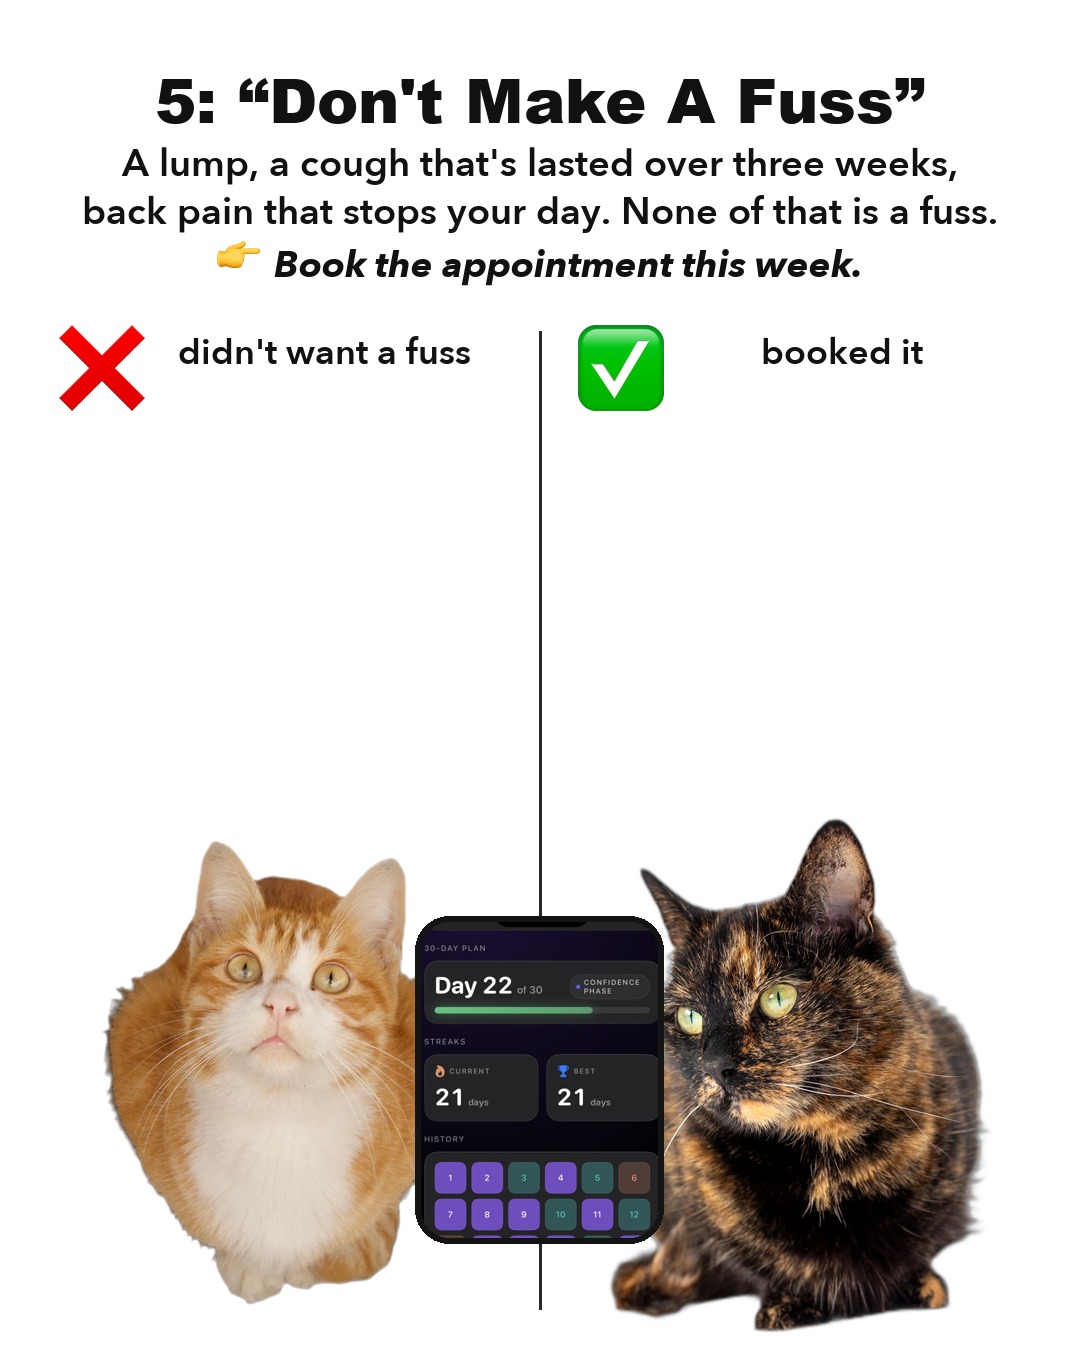 5: “Don't Make A Fuss”
A lump, a cough that's lasted over three weeks,
back pain that stops your day. None of that is a fuss.
👉 Book the appointment this week.
❌ didn't want a fuss
✅ booked it
30-DAY PLAN
Day 22 of 30
CONFIDENCE
PHASE
STREAKS
CURRENT
21 days
BEST
21 days
HISTORY
1 2 3 4 5 6
7 8 9 10 11 12